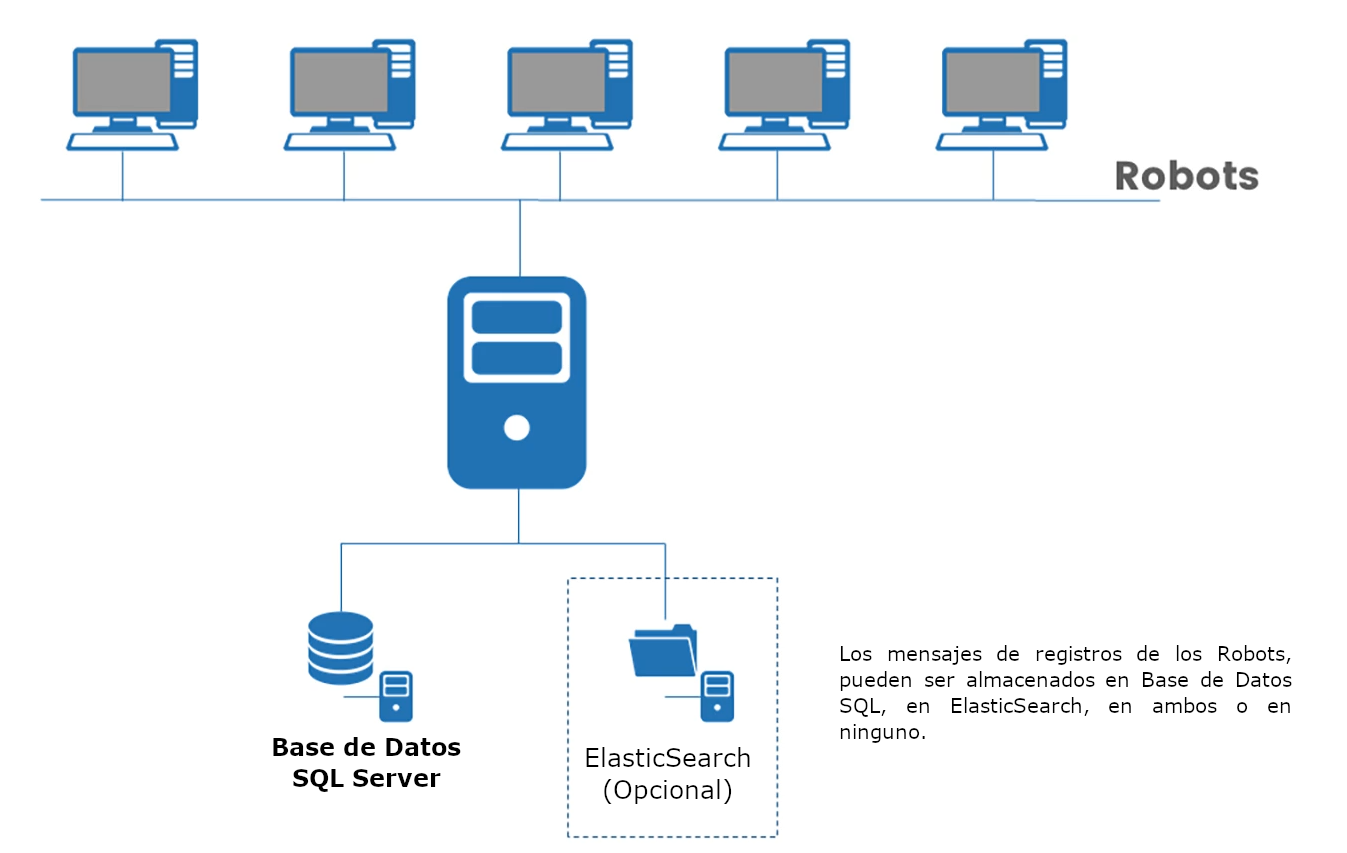 Robots
Base de Datos
SQL Server
ElasticSearch
(Opcional)
Los mensajes de registros de los Robots,
pueden ser almacenados en Base de Datos
SQL, en ElasticSearch, en ambos o en
ninguno.